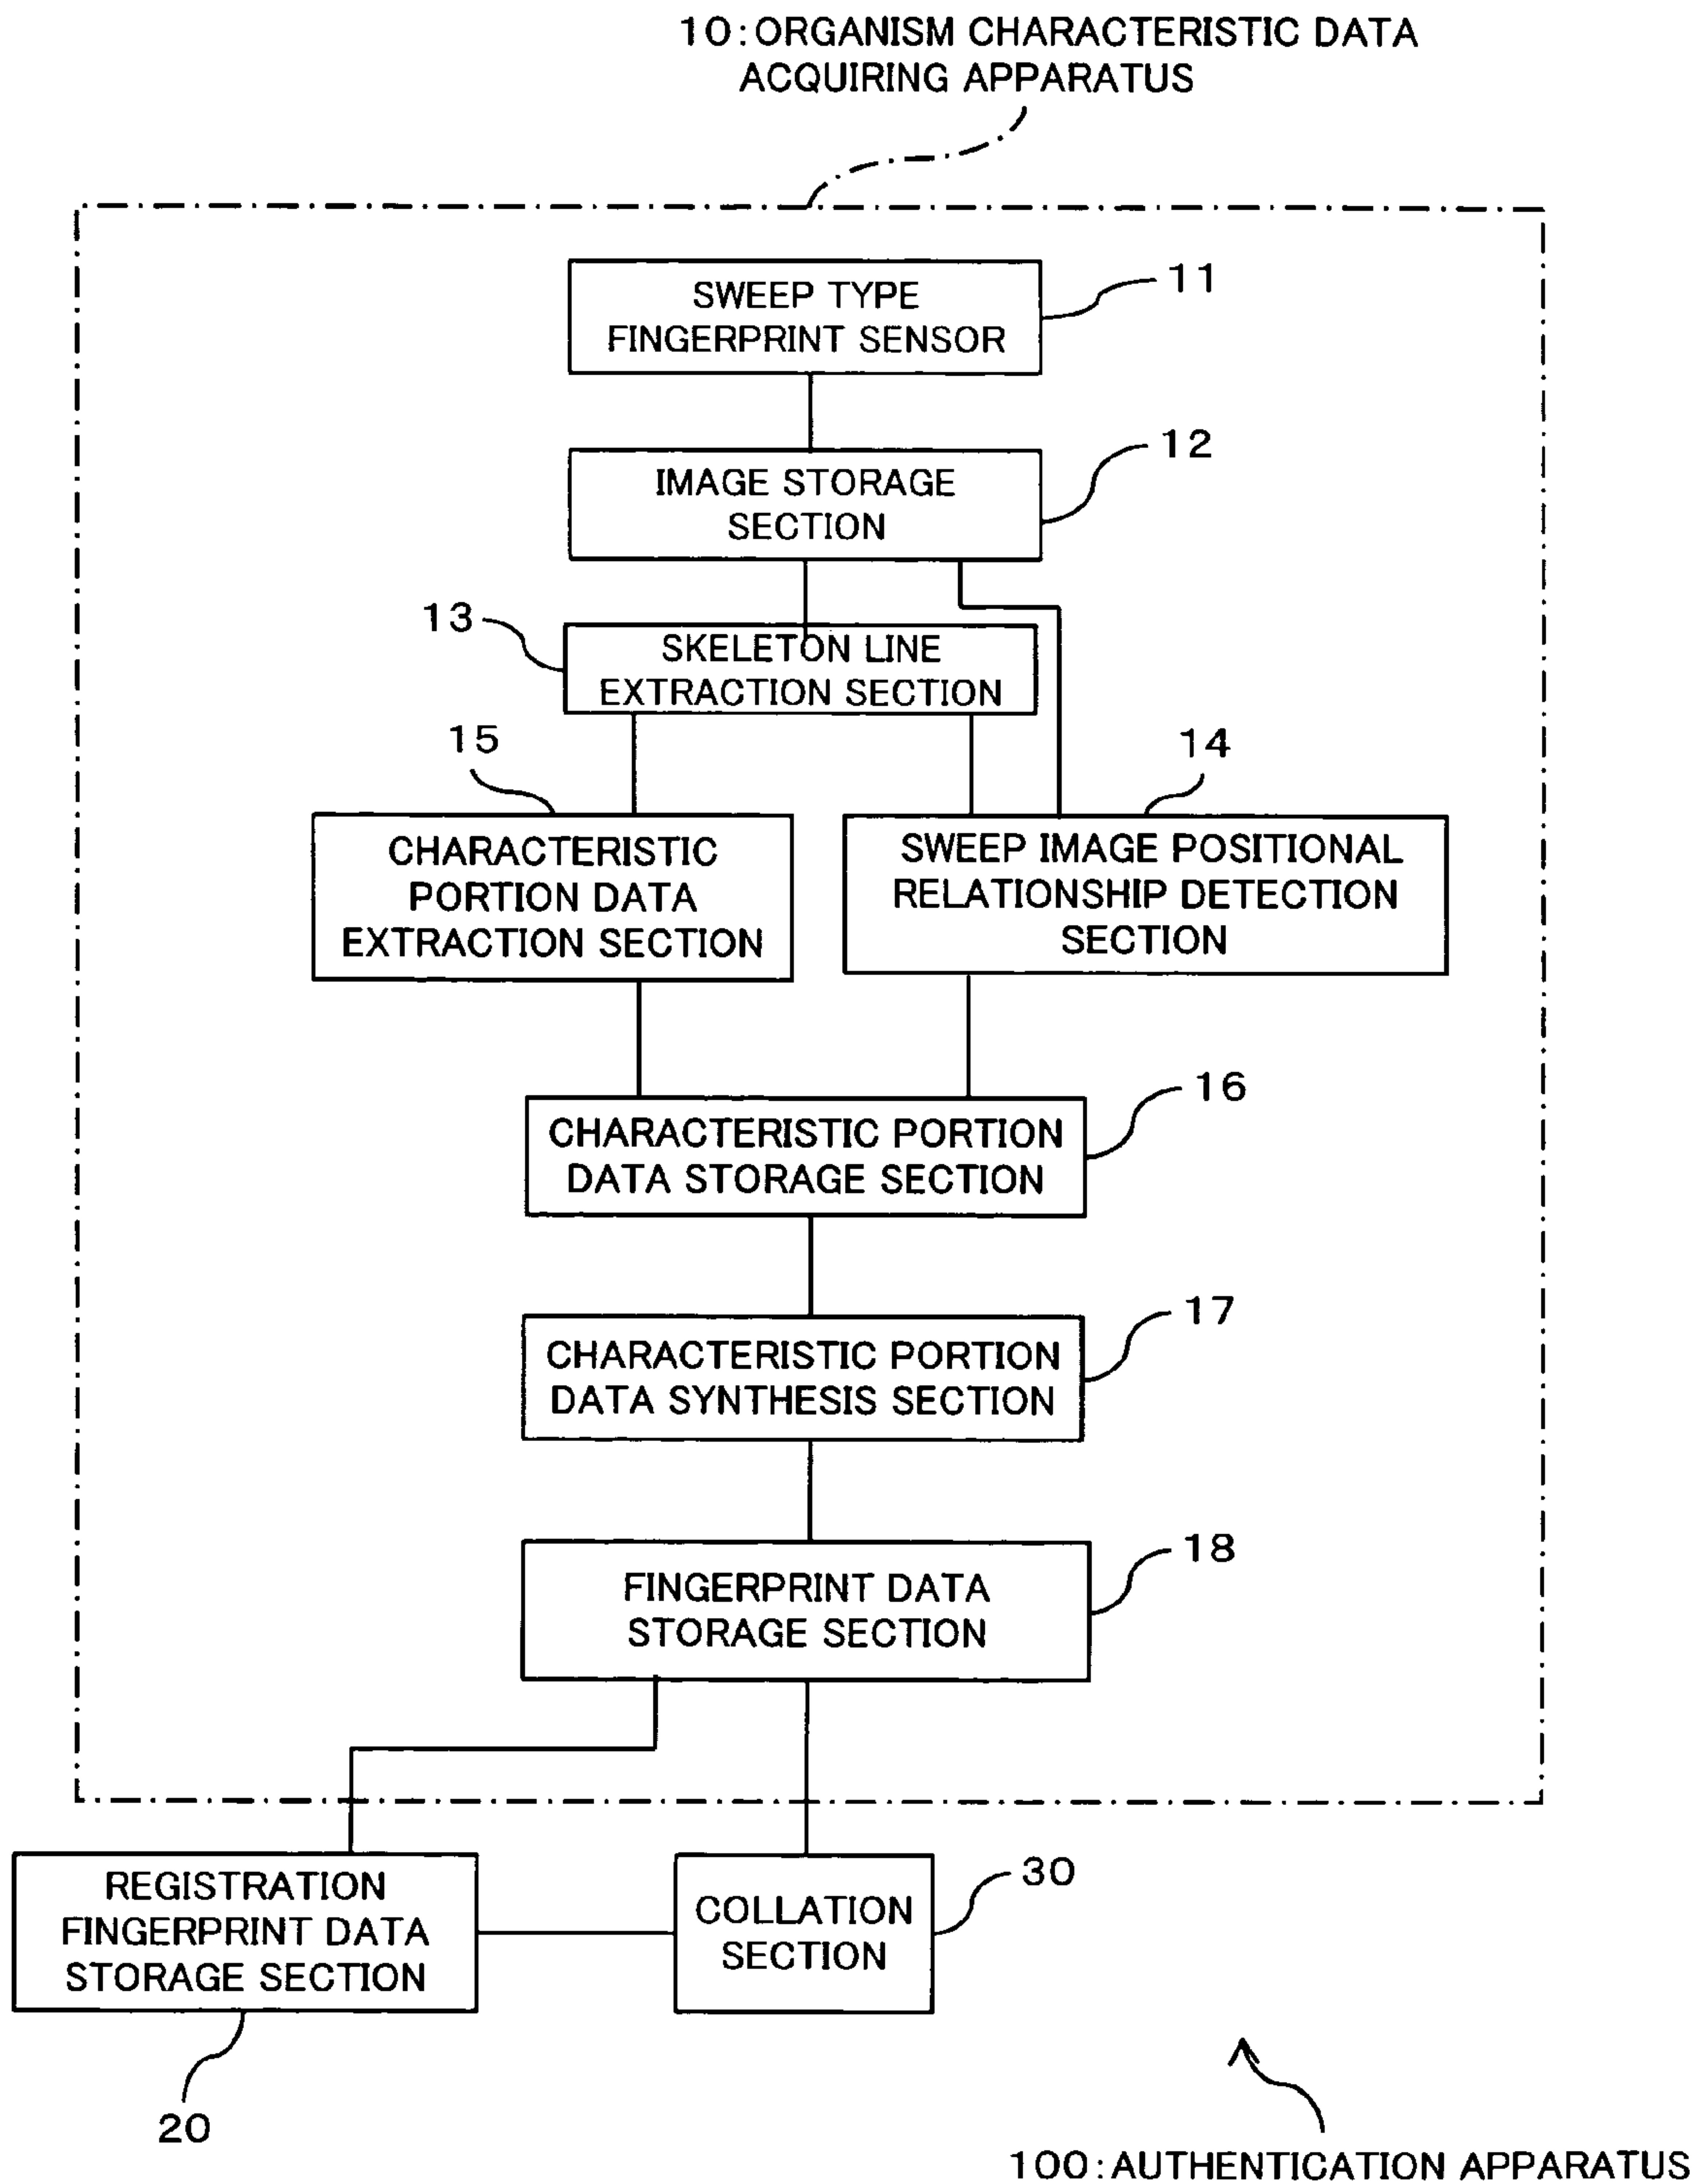 10:ORGANISM CHARACTERISTIC DATA
ACQUIRING APPARATUS
SWEEP TYPE
FINGERPRINT SENSOR
11
IMAGE STORAGE
SECTION
12
13
SKELETON LINE
EXTRACTION SECTION
15
14
CHARACTERISTIC
PORTION DATA
EXTRACTION SECTION
SWEEP IMAGE POSITIONAL
RELATIONSHIP DETECTION
SECTION
16
CHARACTERISTIC PORTION
DATA STORAGE SECTION
17
CHARACTERISTIC PORTION
DATA SYNTHESIS SECTION
18
FINGERPRINT DATA
STORAGE SECTION
REGISTRATION
FINGERPRINT DATA
STORAGE SECTION
COLLATION
SECTION
30
20
100:AUTHENTICATION APPARATUS